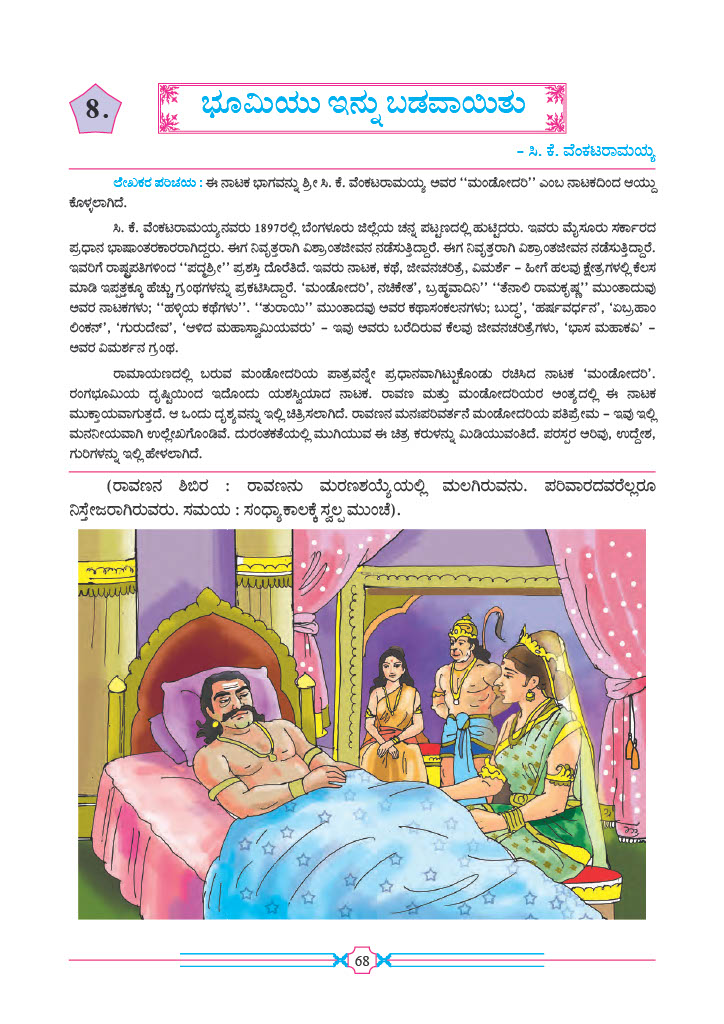 8.
ಭೂಮಿಯು ಇನ್ನು ಬಡವಾಯಿತು
– ಸಿ. ಕೆ. ವೆಂಕಟರಾಮಯ್ಯ
ಲೇಖಕರ ಪರಿಚಯ : ಈ ನಾಟಕ ಭಾಗವನ್ನು ಶ್ರೀ ಸಿ. ಕೆ. ವೆಂಕಟರಾಮಯ್ಯ ಅವರ ‘‘ಮಂಡೋದರಿ’’ ಎಂಬ ನಾಟಕದಿಂದ ಆಯ್ದು
ಕೊಳ್ಳಲಾಗಿದೆ.
ಸಿ. ಕೆ. ವೆಂಕಟರಾಮಯ್ಯನವರು 1897ರಲ್ಲಿ ಬೆಂಗಳೂರು ಜಿಲ್ಲೆಯ ಚನ್ನ ಪಟ್ಟಣದಲ್ಲಿ ಹುಟ್ಟಿದರು. ಇವರು ಮೈಸೂರು ಸರ್ಕಾರದ
ಪ್ರಧಾನ ಭಾಷಾಂತರಕಾರರಾಗಿದ್ದರು. ಈಗ ನಿವೃತ್ತರಾಗಿ ವಿಶ್ರಾಂತಜೀವನ ನಡೆಸುತ್ತಿದ್ದಾರೆ. ಈಗ ನಿವೃತ್ತರಾಗಿ ವಿಶ್ರಾಂತಜೀವನ ನಡೆಸುತ್ತಿದ್ದಾರೆ.
ಇವರಿಗೆ ರಾಷ್ಟ್ರಪತಿಗಳಿಂದ ‘‘ಪದ್ಮಶ್ರೀ’’ ಪ್ರಶಸ್ತಿ ದೊರೆತಿದೆ. ಇವರು ನಾಟಕ, ಕಥೆ, ಜೀವನಚರಿತ್ರೆ, ವಿಮರ್ಶೆ – ಹೀಗೆ ಹಲವು ಕ್ಷೇತ್ರಗಳಲ್ಲಿ ಕೆಲಸ
ಮಾಡಿ ಇಪ್ಪತ್ತಕ್ಕೂ ಹೆಚ್ಚು ಗ್ರಂಥಗಳನ್ನು ಪ್ರಕಟಿಸಿದ್ದಾರೆ. ‘ಮಂಡೋದರಿ’, ನಚಿಕೇತ’, ಬ್ರಹ್ಮವಾದಿನಿ’’ ‘‘ತೆನಾಲಿ ರಾಮಕೃಷ್ಣ’’ ಮುಂತಾದುವು
ಅವರ ನಾಟಕಗಳು; ‘‘ಹಳ್ಳಿಯ ಕಥೆಗಳು’’. ‘‘ತುರಾಯಿ’’ ಮುಂತಾದವು ಅವರ ಕಥಾಸಂಕಲನಗಳು; ಬುದ್ಧ’, ‘ಹರ್ಷವರ್ಧನ’, ‘ಏಬ್ರಹಾಂ
ಲಿಂಕನ್’, ‘ಗುರುದೇವ’, ‘ಆಳಿದ ಮಹಾಸ್ವಾಮಿಯವರು’ – ಇವು ಅವರು ಬರೆದಿರುವ ಕೆಲವು ಜೀವನಚರಿತ್ರೆಗಳು, ‘ಭಾಸ ಮಹಾಕವಿ’ –
ಅವರ ವಿಮರ್ಶನ ಗ್ರಂಥ.
ರಾಮಾಯಣದಲ್ಲಿ ಬರುವ ಮಂಡೋದರಿಯ ಪಾತ್ರವನ್ನೇ ಪ್ರಧಾನವಾಗಿಟ್ಟುಕೊಂಡು ರಚಿಸಿದ ನಾಟಕ ‘ಮಂಡೋದರಿ’.
ರಂಗಭೂಮಿಯ ದೃಷ್ಟಿಯಿಂದ ಇದೊಂದು ಯಶಸ್ವಿಯಾದ ನಾಟಕ. ರಾವಣ ಮತ್ತು ಮಂಡೋದರಿಯರ ಅಂತ್ಯದಲ್ಲಿ ಈ ನಾಟಕ
ಮುಕ್ತಾಯವಾಗುತ್ತದೆ. ಆ ಒಂದು ದೃಶ್ಯವನ್ನು ಇಲ್ಲಿ ಚಿತ್ರಿಸಲಾಗಿದೆ. ರಾವಣನ ಮನಃಪರಿವರ್ತನೆ ಮಂಡೋದರಿಯ ಪತಿಪ್ರೇಮ – ಇವು ಇಲ್ಲಿ
ಮನನೀಯವಾಗಿ ಉಲ್ಲೇಖಗೊಂಡಿವೆ. ದುರಂತಕತೆಯಲ್ಲಿ ಮುಗಿಯುವ ಈ ಚಿತ್ರ ಕರುಳನ್ನು ಮಿಡಿಯುವಂತಿದೆ. ಪರಸ್ಪರ ಅರಿವು, ಉದ್ದೇಶ,
ಗುರಿಗಳನ್ನು ಇಲ್ಲಿ ಹೇಳಲಾಗಿದೆ.
(ರಾವಣನ ಶಿಬಿರ : ರಾವಣನು ಮರಣಶಯ್ಯೆಯಲ್ಲಿ ಮಲಗಿರುವನು. ಪರಿವಾರದವರೆಲ್ಲರೂ
ನಿಸ್ತೇಜರಾಗಿರುವರು. ಸಮಯ : ಸಂಧ್ಯಾಕಾಲಕ್ಕೆ ಸ್ವಲ್ಪ ಮುಂಚೆ).
68